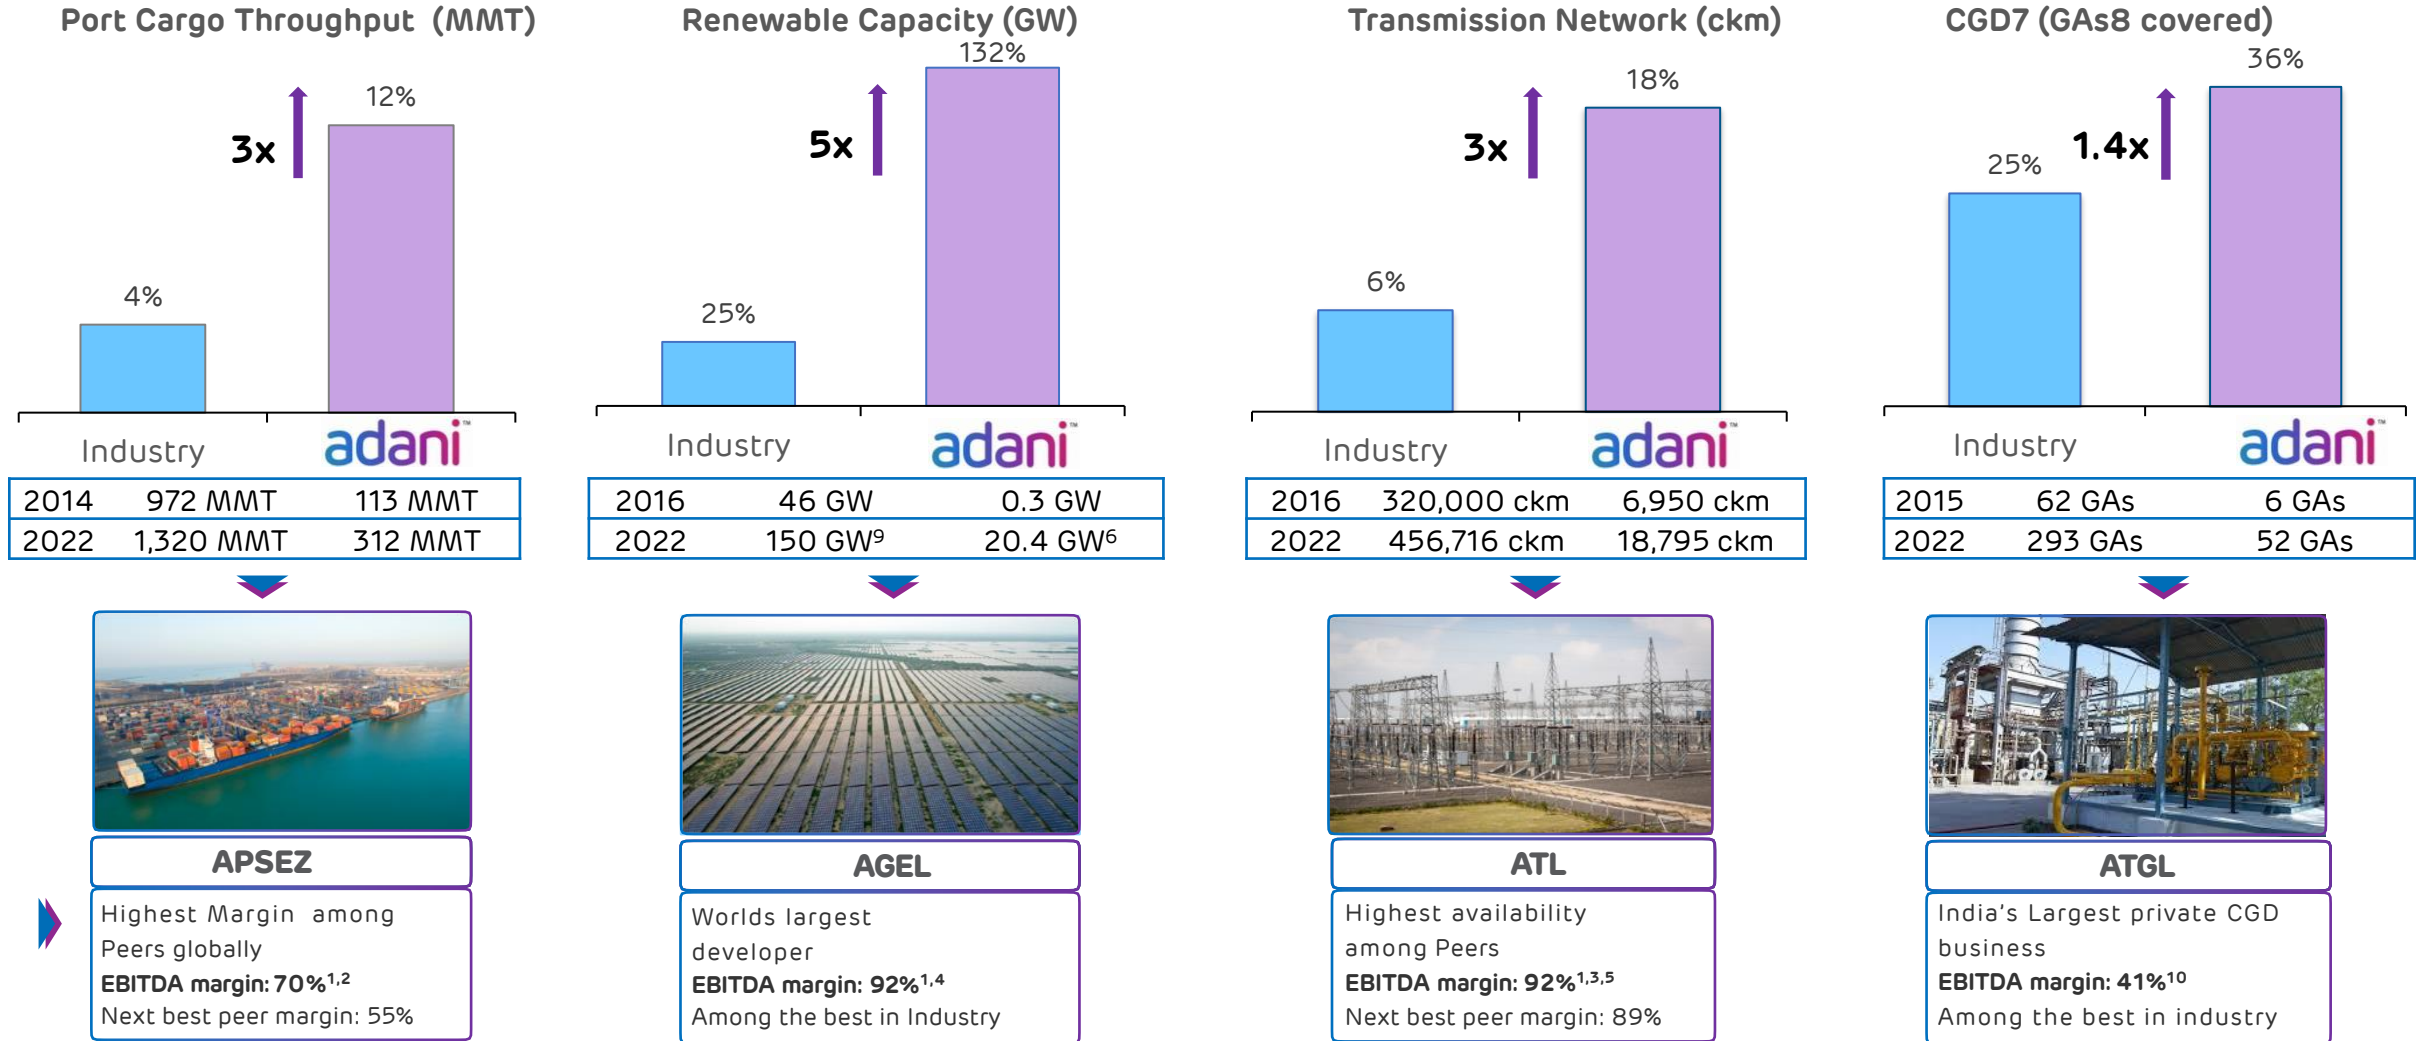 Port Cargo Throughput (MMT)
12%
3x
4%
Industry
adani™
2014 972 MMT 113 MMT
2022 1,320 MMT 312 MMT
APSEZ
Highest Margin among
Peers globally
EBITDA margin: 70%1,2
Next best peer margin: 55%
Renewable Capacity (GW)
132%
5x
25%
Industry
adani™
2016 46 GW 0.3 GW
2022 150 GW9 20.4 GW6
AGEL
Worlds largest
developer
EBITDA margin: 92%1,4
Among the best in Industry
Transmission Network (ckm)
18%
3x
6%
Industry
adani™
2016 320,000 ckm 6,950 ckm
2022 456,716 ckm 18,795 ckm
ATL
Highest availability
among Peers
EBITDA margin: 92%1,3,5
Next best peer margin: 89%
CGD7 (GAs8 covered)
36%
1.4x
25%
Industry
adani™
2015 62 GAs 6 GAs
2022 293 GAs 52 GAs
ATGL
India's Largest private CGD
business
EBITDA margin: 41%10
Among the best in industry